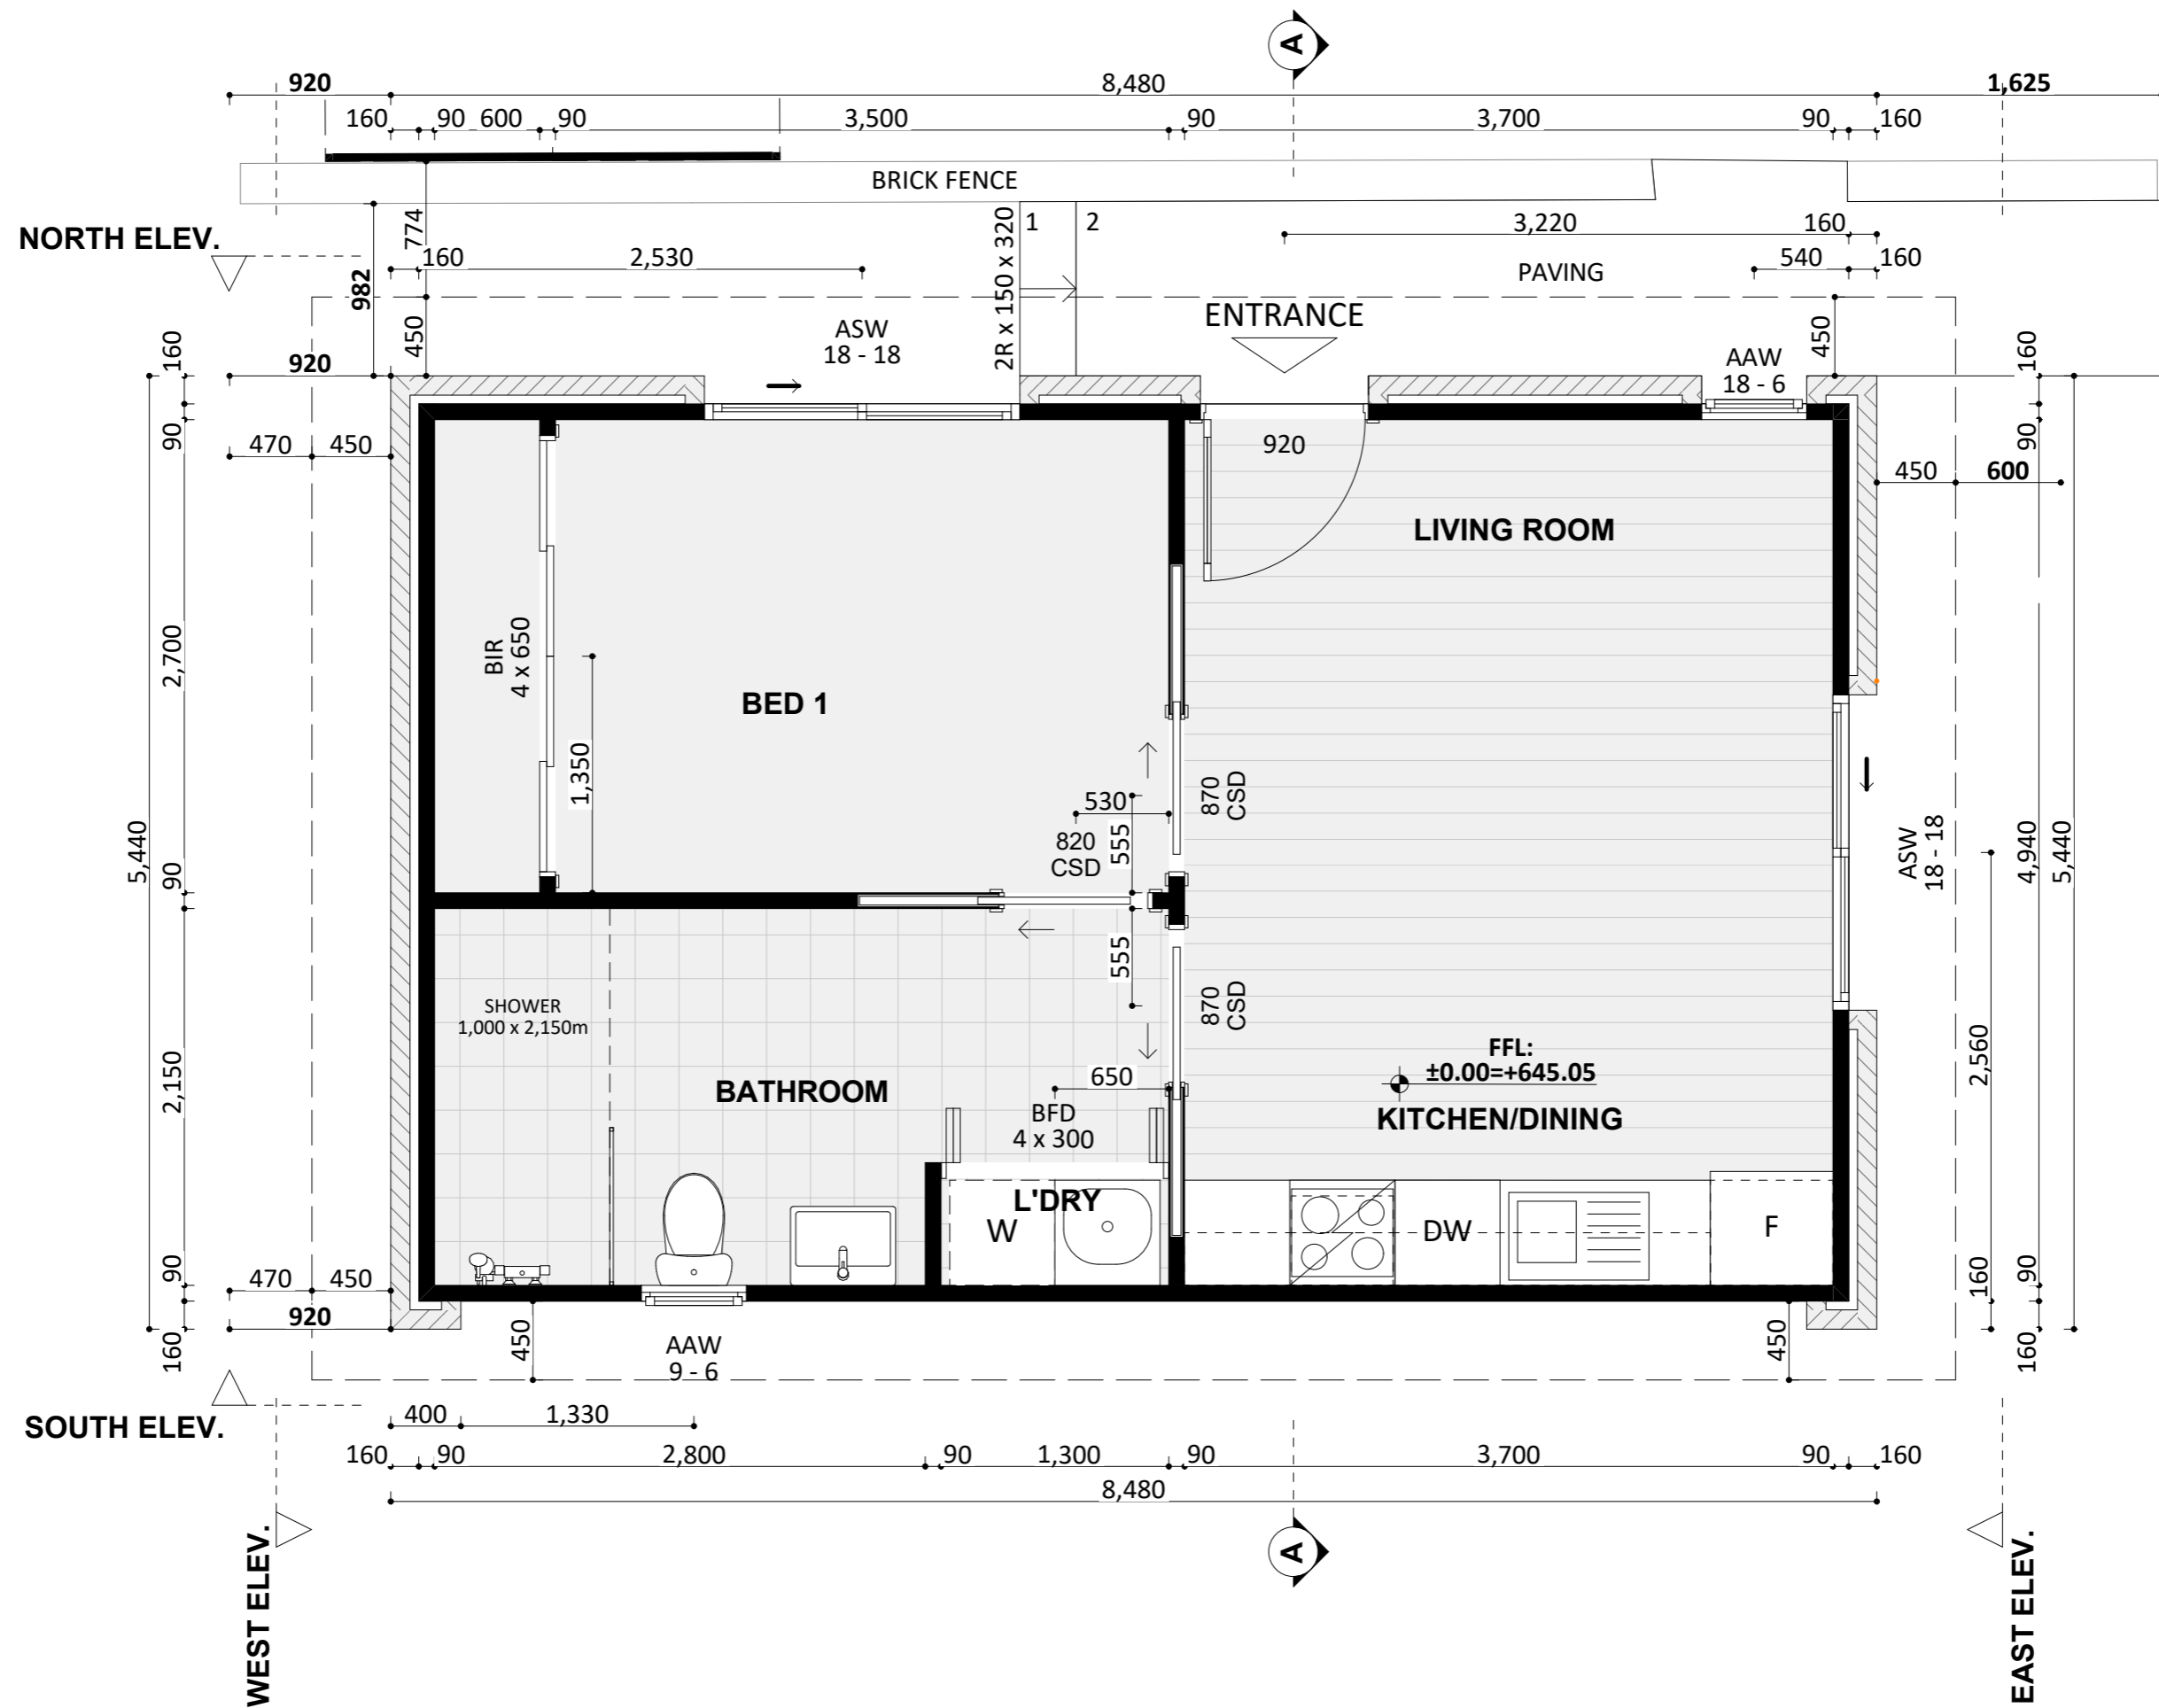 A
920
8,480
1,625
160
90
600
90
3,500
90
3,700
90
160
BRICK FENCE
NORTH ELEV.
774
982
450
160
2,530
2R x 150 x 320
1
2
3,220
160
540
160
PAVING
ENTRANCE
ASW
18 - 18
AAW
18 - 6
450
160
920
160
90
470
450
90
450
600
920
LIVING ROOM
BIR
4 x 650
BED 1
2,700
1,350
530
820
CSD
555
870
CSD
5,440
90
ASW
18 - 18
4,940
5,440
555
870
CSD
SHOWER
1,000 x 2,150m
BATHROOM
2,150
650
BFD
4 x 300
FFL:
±0.00=+645.05
KITCHEN/DINING
2,560
L'DRY
W
DW
F
90
470
450
920
160
450
AAW
9 - 6
450
160
90
160
SOUTH ELEV.
400
1,330
160
90
2,800
90
1,300
90
3,700
90
160
8,480
A
WEST ELEV.
EAST ELEV.